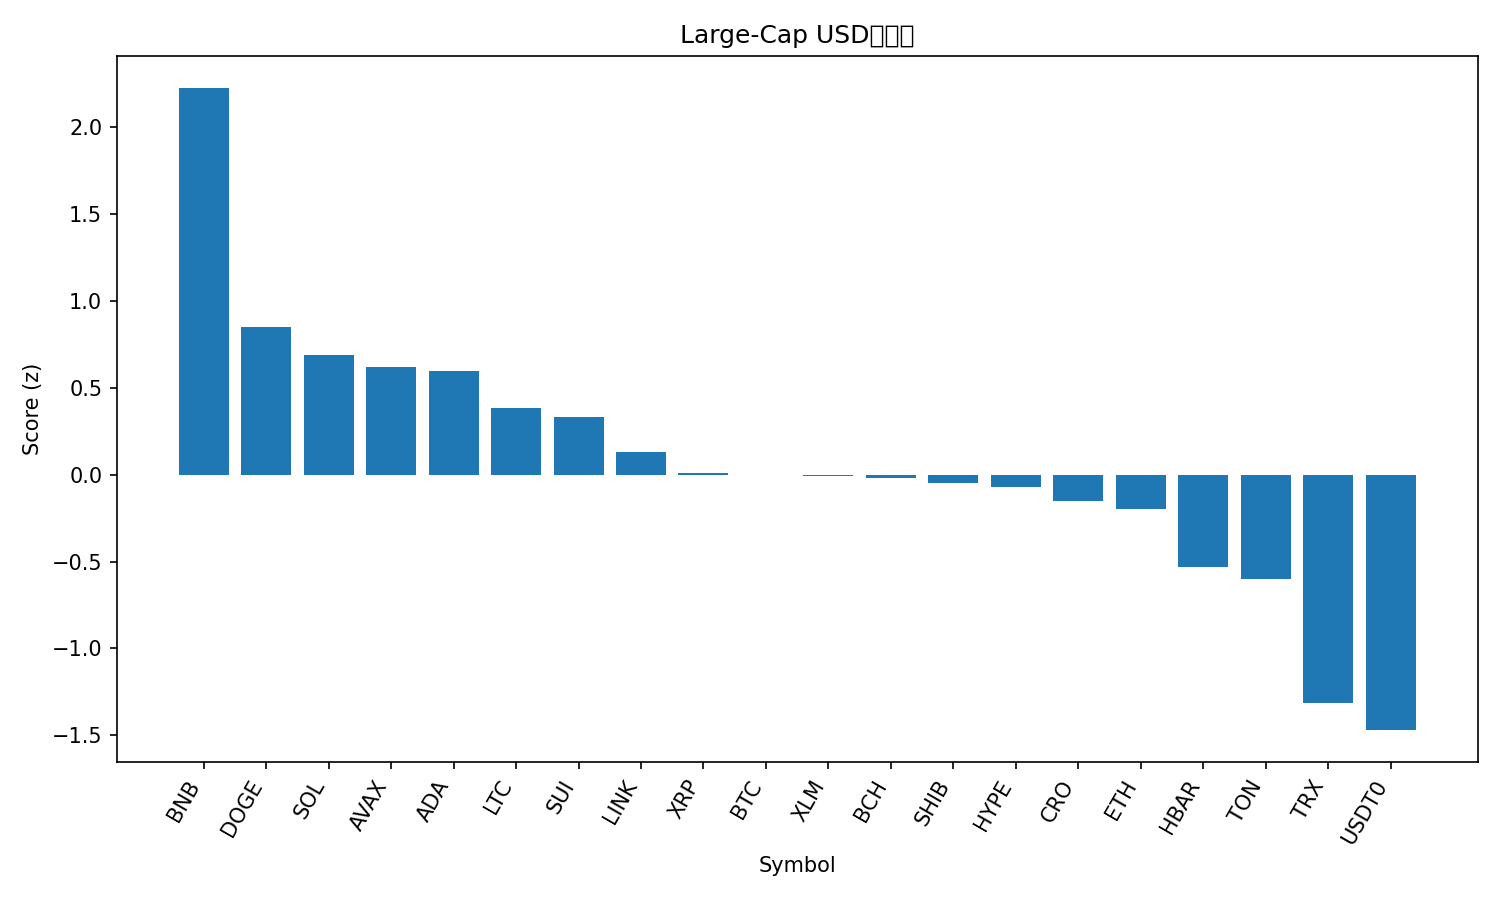 Large-Cap USD
2.0
1.5
1.0
0.5
0.0
−0.5
−1.0
−1.5
Score (z)
BNB
DOGE
SOL
AVAX
ADA
LTC
SUI
LINK
XRP
BTC
XLM
BCH
SHIB
HYPE
CRO
ETH
HBAR
TON
TRX
USDT0
Symbol